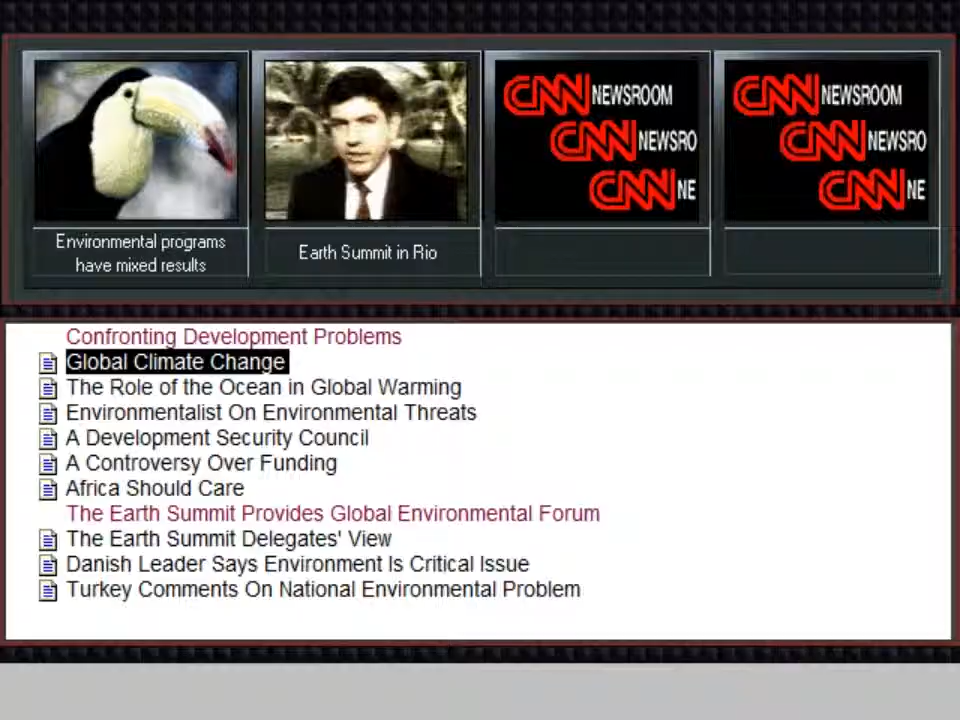 CNN NEWSROOM
CNN NEWSRO
CNN NE
CNN NEWSROOM
CNN NEWSRO
CNN NE
Environmental programs
have mixed results
Earth Summit in Rio
Confronting Development Problems
Global Climate Change
The Role of the Ocean in Global Warming
Environmentalist On Environmental Threats
A Development Security Council
A Controversy Over Funding
Africa Should Care
The Earth Summit Provides Global Environmental Forum
The Earth Summit Delegates' View
Danish Leader Says Environment Is Critical Issue
Turkey Comments On National Environmental Problem